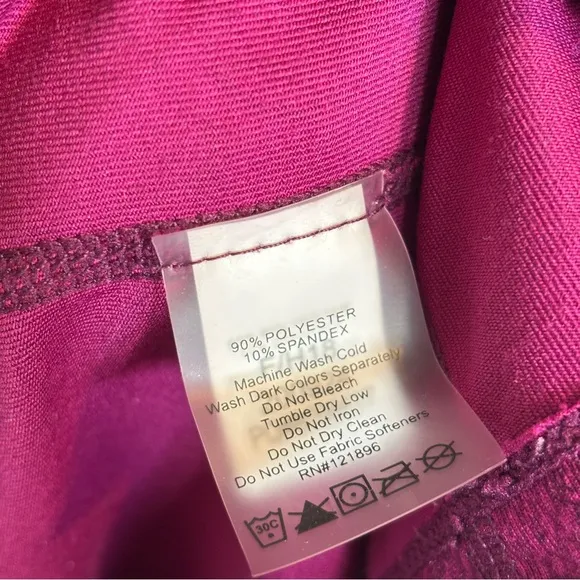 90% POLYESTER
10% SPANDEX
Machine Wash Cold
Wash Dark Colors Separately
Do Not Bleach
Tumble Dry Low
Do Not Iron
Do Not Dry Clean
Do Not Use Fabric Softeners
RN#121896
30C